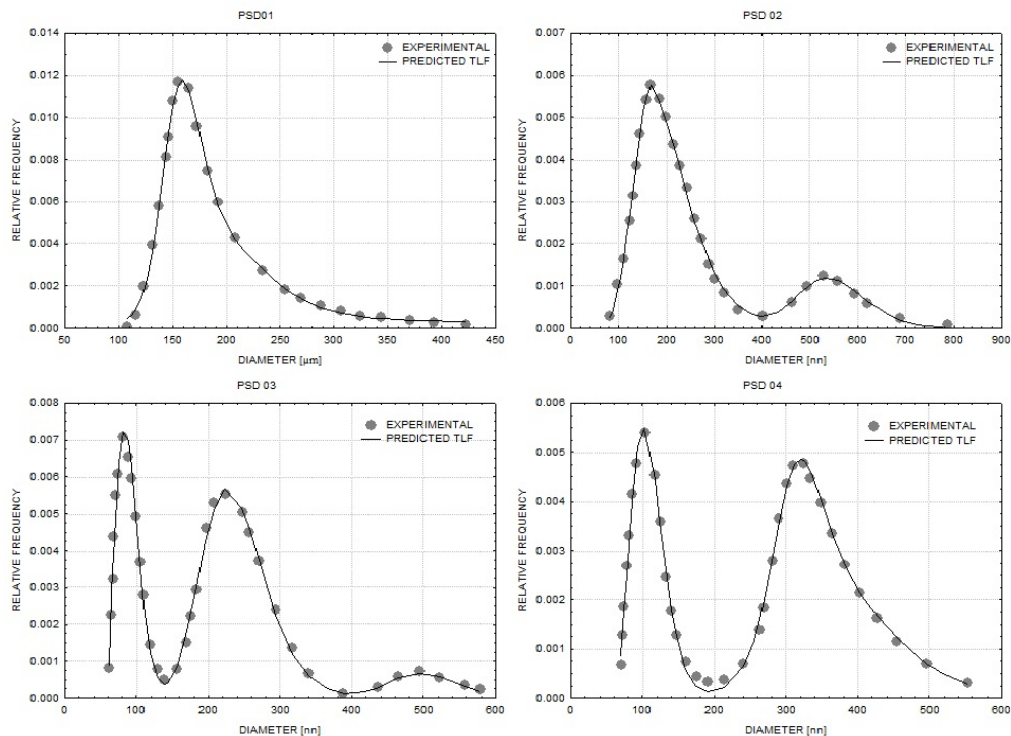 PSD01
EXPERIMENTAL
PREDICTED TLF
RELATIVE FREQUENCY
0.014
0.012
0.010
0.008
0.006
0.004
0.002
0.000
50 100 150 200 250 300 350 400 450
DIAMETER [µm]
PSD 02
EXPERIMENTAL
PREDICTED TLF
RELATIVE FREQUENCY
0.007
0.006
0.005
0.004
0.003
0.002
0.001
0.000
0 100 200 300 400 500 600 700 800 900
DIAMETER [nn]
PSD 03
EXPERIMENTAL
PREDICTED TLF
RELATIVE FREQUENCY
0.008
0.007
0.006
0.005
0.004
0.003
0.002
0.001
0.000
0 100 200 300 400 500 600
DIAMETER [nn]
PSD 04
EXPERIMENTAL
PREDICTED TLF
RELATIVE FREQUENCY
0.006
0.005
0.004
0.003
0.002
0.001
0.000
0 100 200 300 400 500 600
DIAMETER [nn]